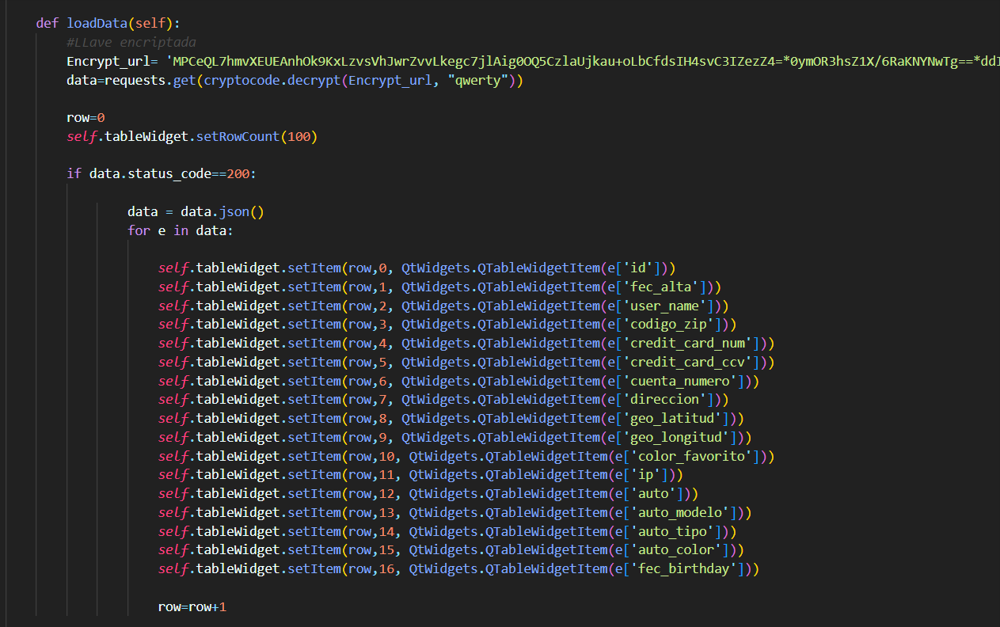 def loadData(self):
#LLave encriptada
Encrypt_url= 'MPCeQL7hmvXEUEAnhOk9KxLzvsVhJwrZvvLkegc7jlAig0OQ5CzlaUjkau+oLbCfdsIH4svC3IZezZ4=*0ymOR3hsZ1X/6RaKNYNwTg==*dd1
data=requests.get(cryptocode.decrypt(Encrypt_url, "qwerty"))
row=0
self.tableWidget.setRowCount(100)
if data.status_code==200:
data = data.json()
for e in data:
self.tableWidget.setItem(row,0, QtWidgets.QTableWidgetItem(e['id']))
self.tableWidget.setItem(row,1, QtWidgets.QTableWidgetItem(e['fec_alta']))
self.tableWidget.setItem(row,2, QtWidgets.QTableWidgetItem(e['user_name']))
self.tableWidget.setItem(row,3, QtWidgets.QTableWidgetItem(e['codigo_zip']))
self.tableWidget.setItem(row,4, QtWidgets.QTableWidgetItem(e['credit_card_num']))
self.tableWidget.setItem(row,5, QtWidgets.QTableWidgetItem(e['credit_card_ccv']))
self.tableWidget.setItem(row,6, QtWidgets.QTableWidgetItem(e['cuenta_numero']))
self.tableWidget.setItem(row,7, QtWidgets.QTableWidgetItem(e['direccion']))
self.tableWidget.setItem(row,8, QtWidgets.QTableWidgetItem(e['geo_latitud']))
self.tableWidget.setItem(row,9, QtWidgets.QTableWidgetItem(e['geo_longitud']))
self.tableWidget.setItem(row,10, QtWidgets.QTableWidgetItem(e['color_favorito']))
self.tableWidget.setItem(row,11, QtWidgets.QTableWidgetItem(e['ip']))
self.tableWidget.setItem(row,12, QtWidgets.QTableWidgetItem(e['auto']))
self.tableWidget.setItem(row,13, QtWidgets.QTableWidgetItem(e['auto_modelo']))
self.tableWidget.setItem(row,14, QtWidgets.QTableWidgetItem(e['auto_tipo']))
self.tableWidget.setItem(row,15, QtWidgets.QTableWidgetItem(e['auto_color']))
self.tableWidget.setItem(row,16, QtWidgets.QTableWidgetItem(e['fec_birthday']))
row=row+1